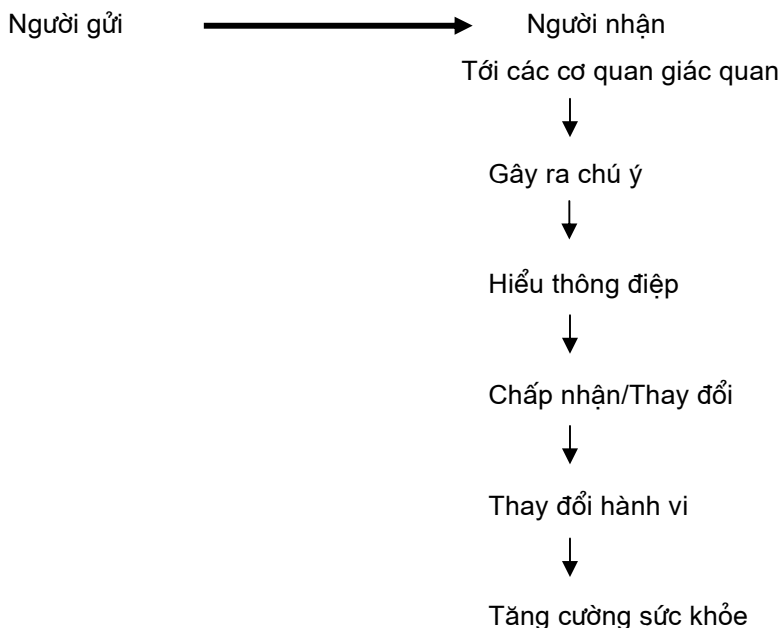 Người gửi
Người nhận
Tới các cơ quan giác quan
Gây ra chú ý
Hiểu thông điệp
Chấp nhận/Thay đổi
Thay đổi hành vi
Tăng cường sức khỏe